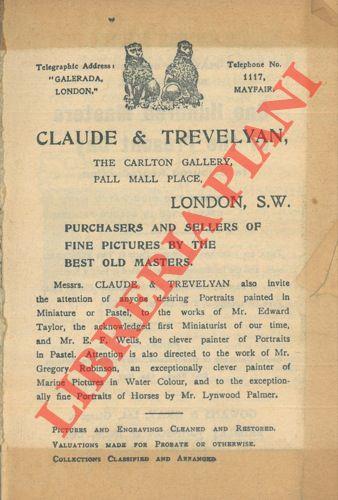 Telegraphic Address:
"GALERADA,
LONDON."
Telephone No.
1117,
MAYFAIR.
CLAUDE & TREVELYAN,
THE CARLTON GALLERY,
PALL MALL PLACE,
LONDON, S.W.
PURCHASERS AND SELLERS OF
FINE PICTURES BY THE
BEST OLD MASTERS.
Messrs. CLAUDE & TREVELYAN also invite
the attention of anyone desiring Portraits painted in
Miniature or Pastel, to the works of Mr. Edward
Taylor, the acknowledged first Miniaturist of our time,
and Mr. E. F. Wells, the clever painter of Portraits
in Pastel. Attention is also directed to the work of Mr.
Gregory Robinson, an exceptionally clever painter of
Marine Pictures in Water Colour, and to the exception-
ally fine Portraits of Horses by Mr. Lynwood Palmer.
PICTURES AND ENGRAVINGS CLEANED AND RESTORED.
VALUATIONS MADE FOR PROBATE OR OTHERWISE.
COLLECTIONS CLASSIFIED AND ARRANGED.
LIBRERIA PIANI